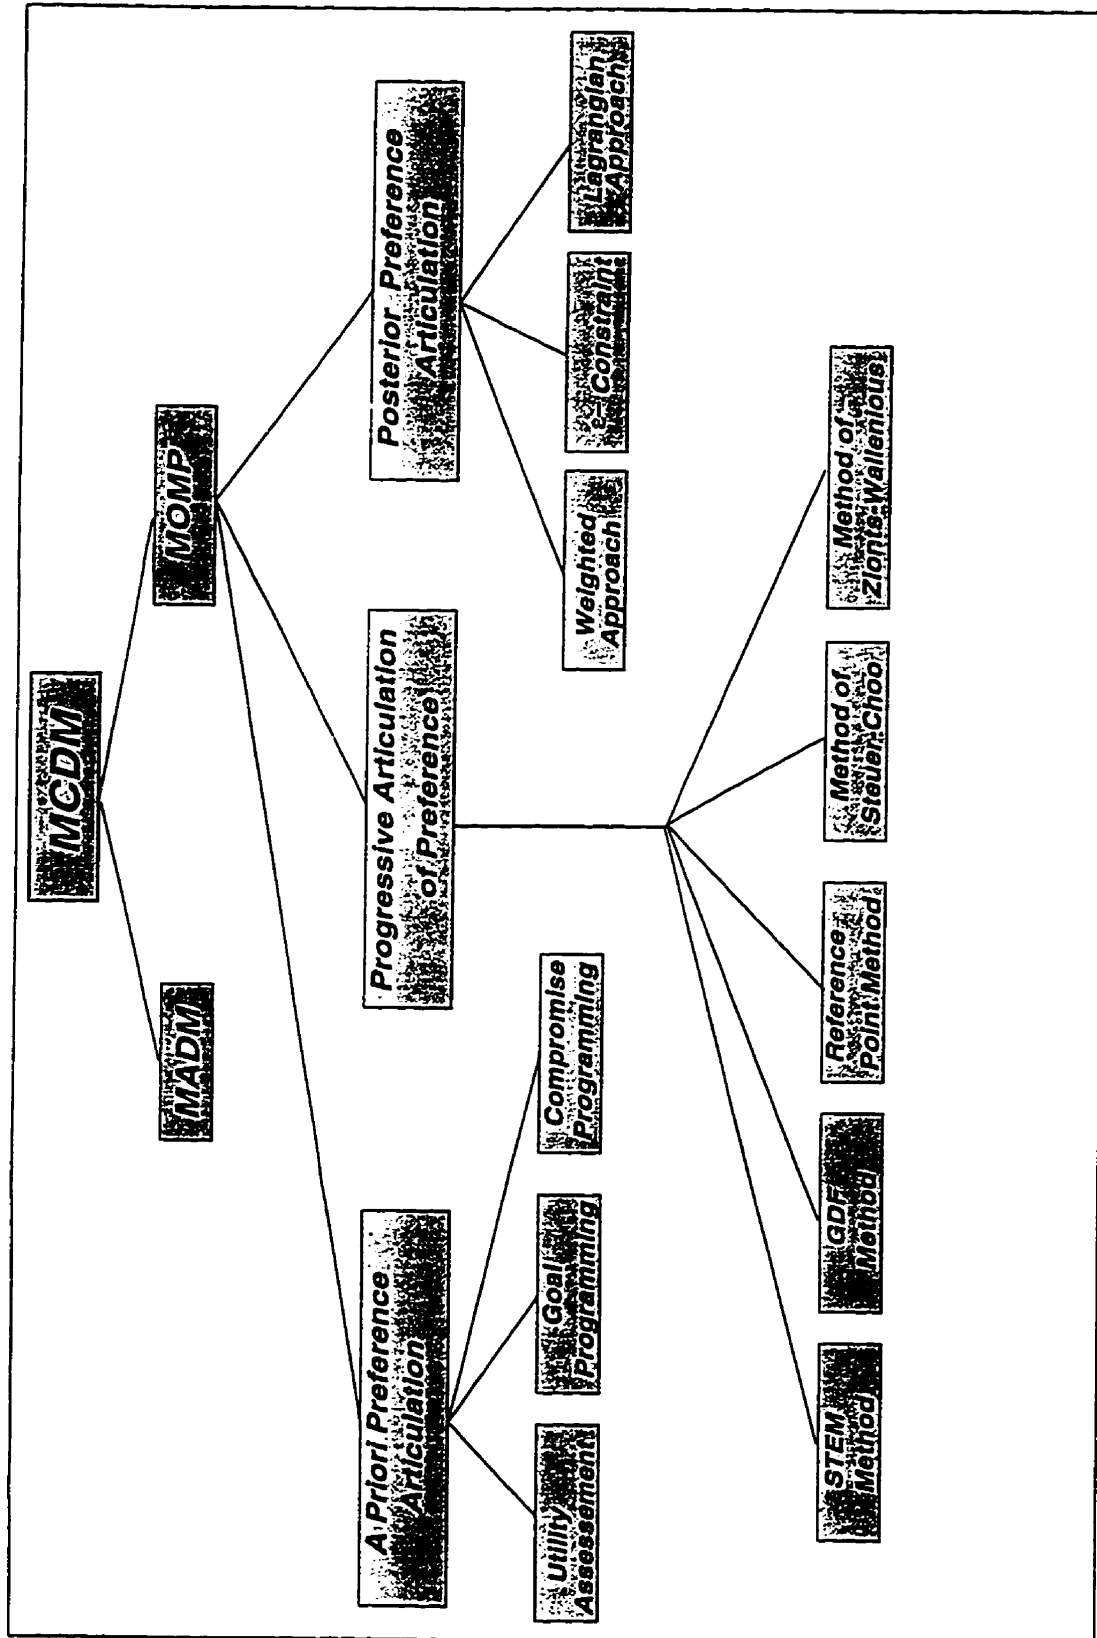 MCDM
MADM
MOMP
A Priori Preference
Articulation
Progressive Articulation
of Preference
Posterior Preference
Articulation
Utility
Assessement
Goal
Programming
Compromise
Programming
Weighted
Approach
e- Constraint
Lagrangian
Approach
STEM
Method
GDF
Method
Reference
Point Method
Method of
Steuer-Choo
Method of
Zionts-Wallenious